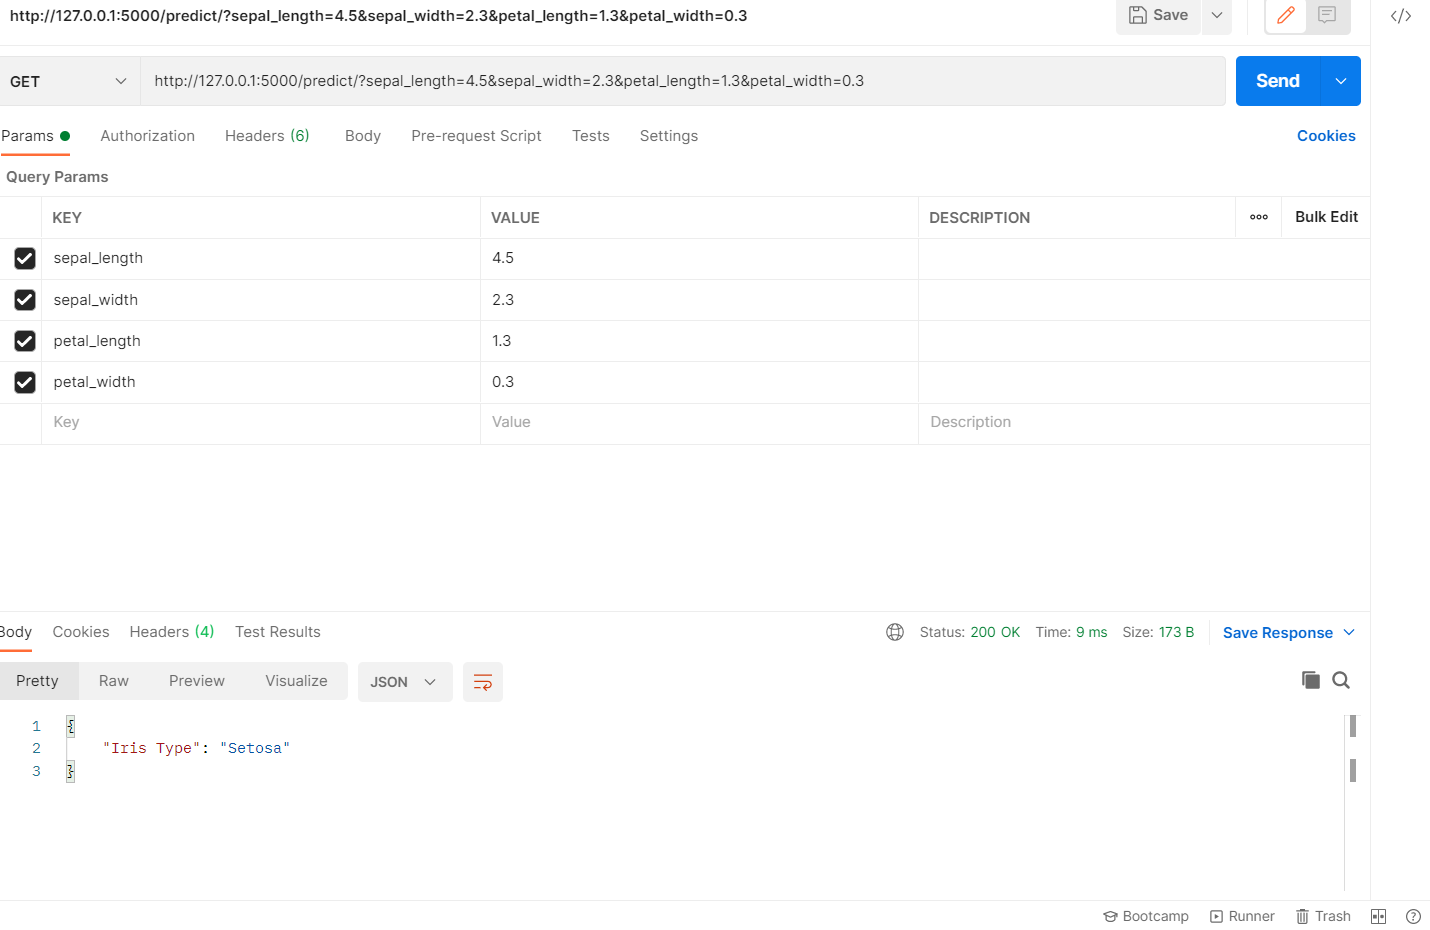 http://127.0.0.1:5000/predict/?sepal_length=4.5&sepal_width=2.3&petal_length=1.3&petal_width=0.3 Save
GET http://127.0.0.1:5000/predict/?sepal_length=4.5&sepal_width=2.3&petal_length=1.3&petal_width=0.3 Send
Params Authorization Headers (6) Body Pre-request Script Tests Settings Cookies
Query Params
KEY VALUE DESCRIPTION Bulk Edit
sepal_length 4.5
sepal_width 2.3
petal_length 1.3
petal_width 0.3
Key Value Description
Body Cookies Headers (4) Test Results Status: 200 OK Time: 9 ms Size: 173 B Save Response
Pretty Raw Preview Visualize JSON
1 {
2 "Iris Type": "Setosa"
3 }
Bootcamp Runner Trash